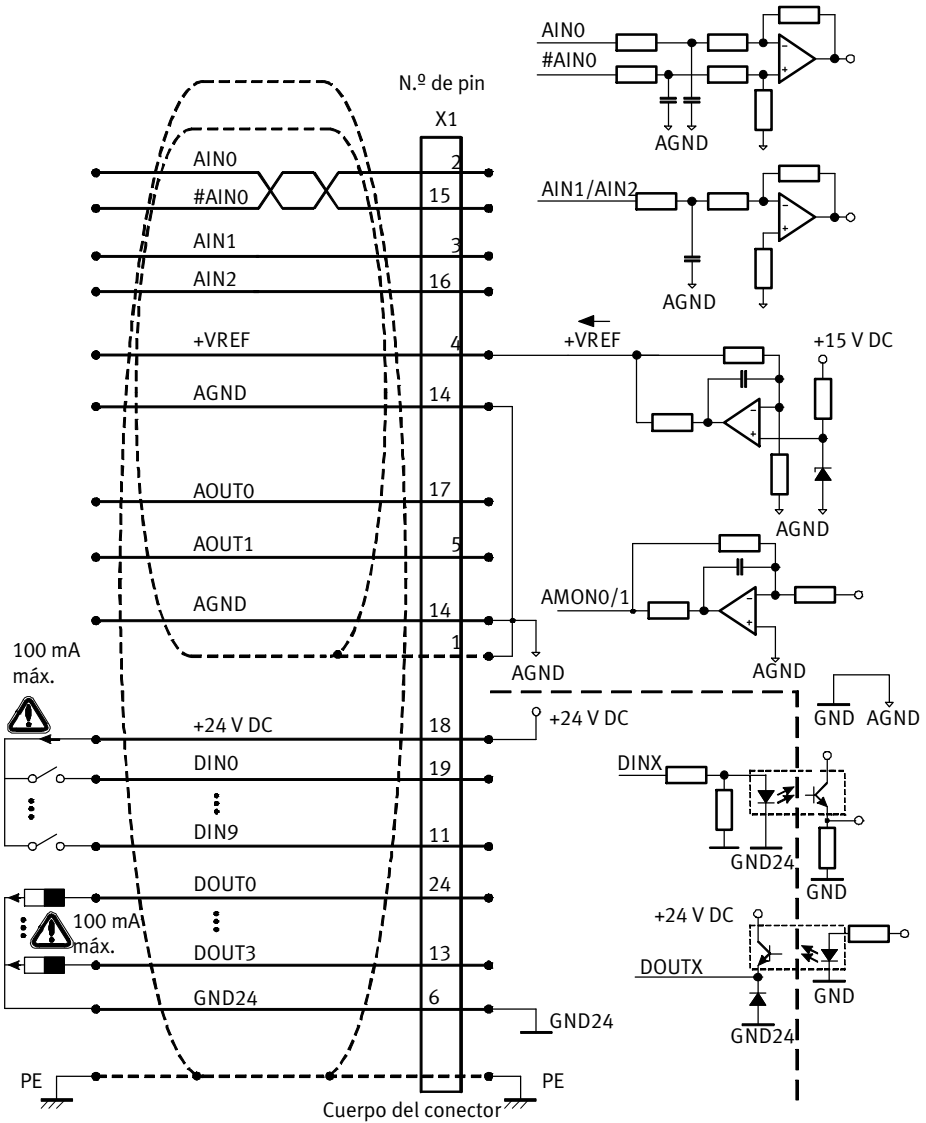 N.º de pin
X1
AIN0 2
#AIN0 15
AIN1 3
AIN2 16
+VREF 4
AGND 14
AOUT0 17
AOUT1 5
AGND 14
1
AGND
100 mA
máx.
+24 V DC 18
+24 V DC
DIN0 19
DIN9 11
DOUT0 24
100 mA
máx.
DOUT3 13
GND24 6
GND24
PE
PE
Cuerpo del conector
AIN0
#AIN0
AGND
AIN1/AIN2
AGND
+VREF
+15 V DC
AGND
AMON0/1
AGND
GND AGND
DINX
GND24
GND
+24 V DC
DOUTX
GND
GND24